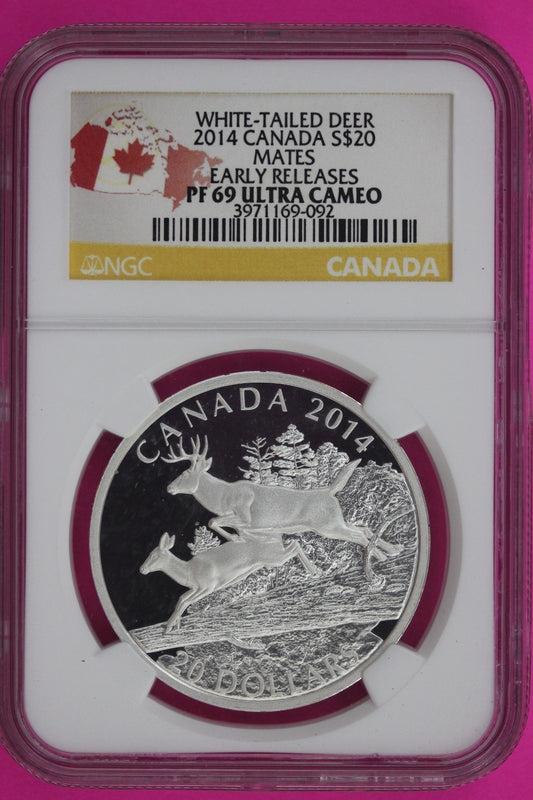 WHITE-TAILED DEER
2014 CANADA S$20
MATES
EARLY RELEASES
PF 69 ULTRA CAMEO
3971169-092
NGC
CANADA
CANADA 2014
20 DOLLARS